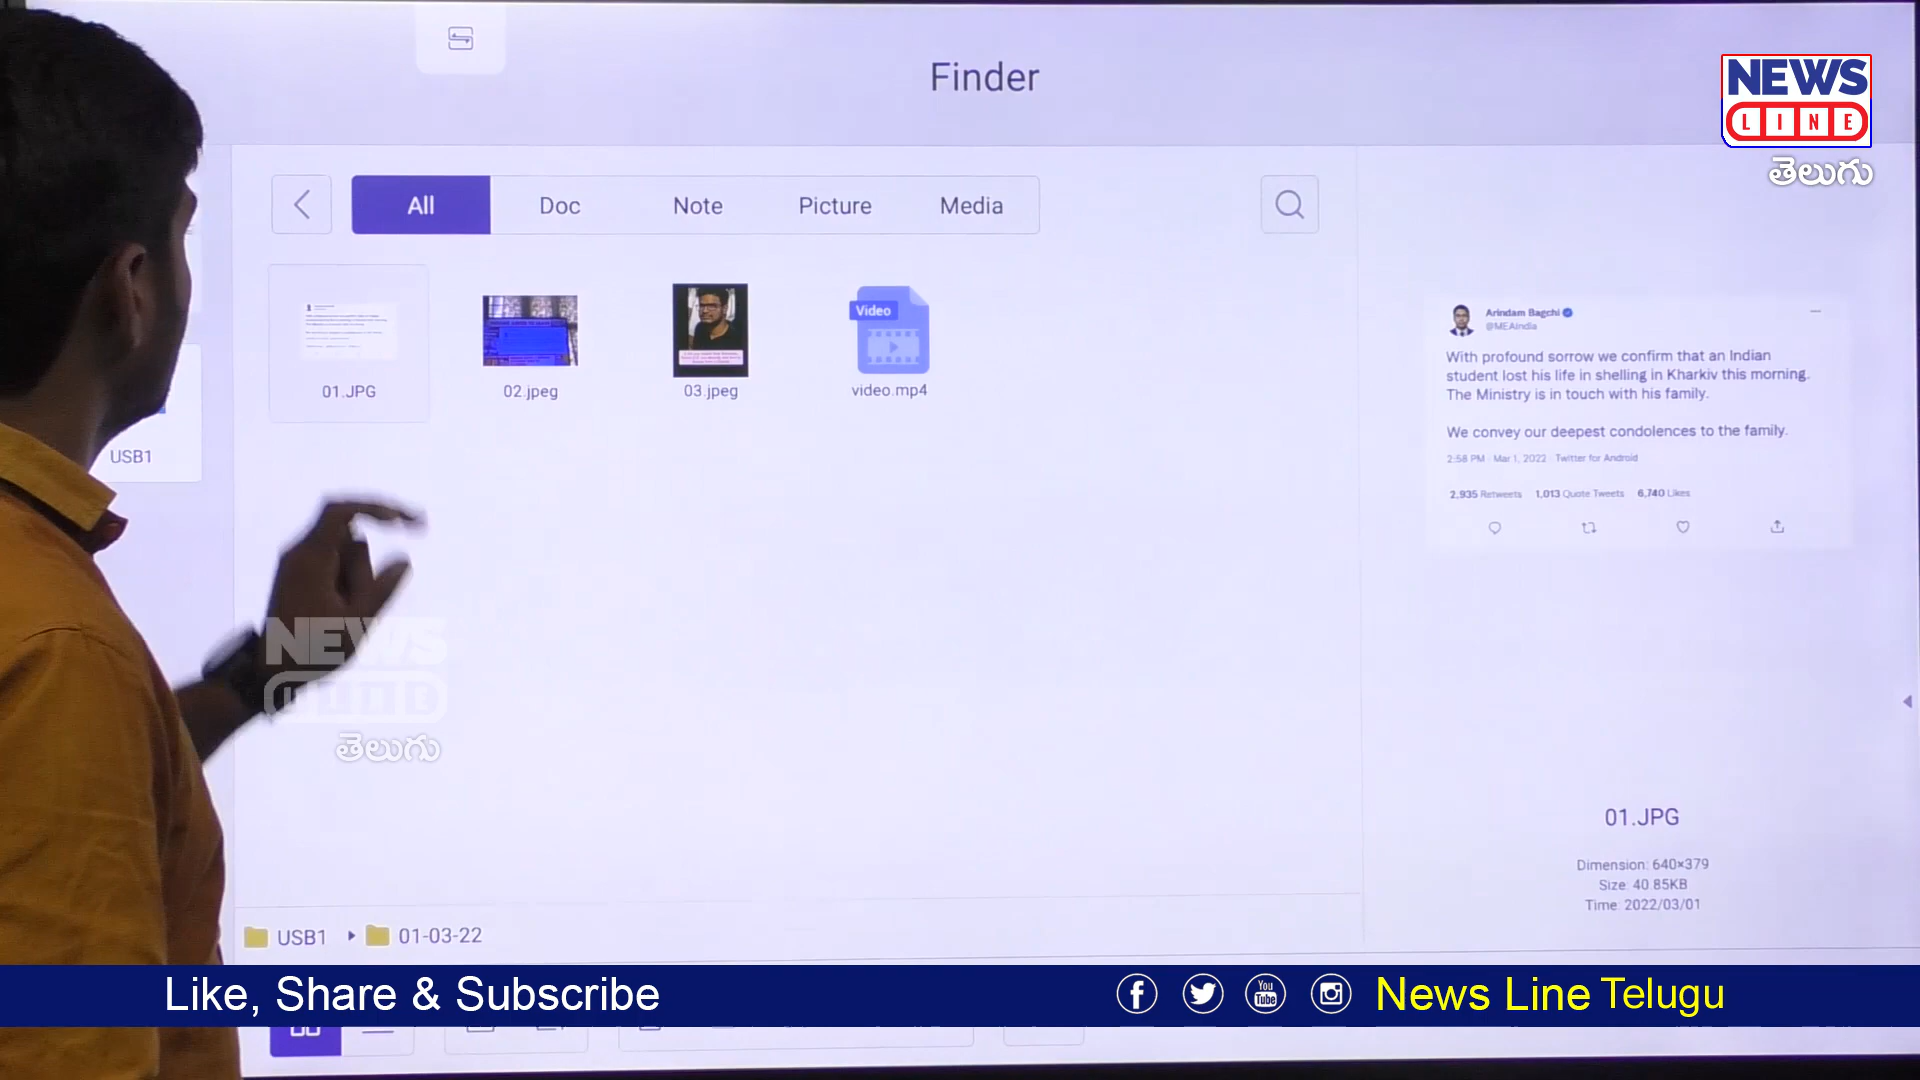 Finder
NEWS
LINE
తెలుగు
All
Doc
Note
Picture
Media
01.JPG
02.jpeg
03.jpeg
Video
video.mp4
USB1
Arindam Bagchi
@MEAIndia
With profound sorrow we confirm that an Indian
student lost his life in shelling in Kharkiv this morning.
The Ministry is in touch with his family.
We convey our deepest condolences to the family.
2:58 PM · Mar 1, 2022 · Twitter for Android
2,935 Retweets 1,013 Quote Tweets 6,740 Likes
NEWS
LINE
తెలుగు
01.JPG
Dimension: 640×379
Size: 40.85KB
Time: 2022/03/01
USB1
01-03-22
Like, Share & Subscribe
You
Tube
News Line Telugu